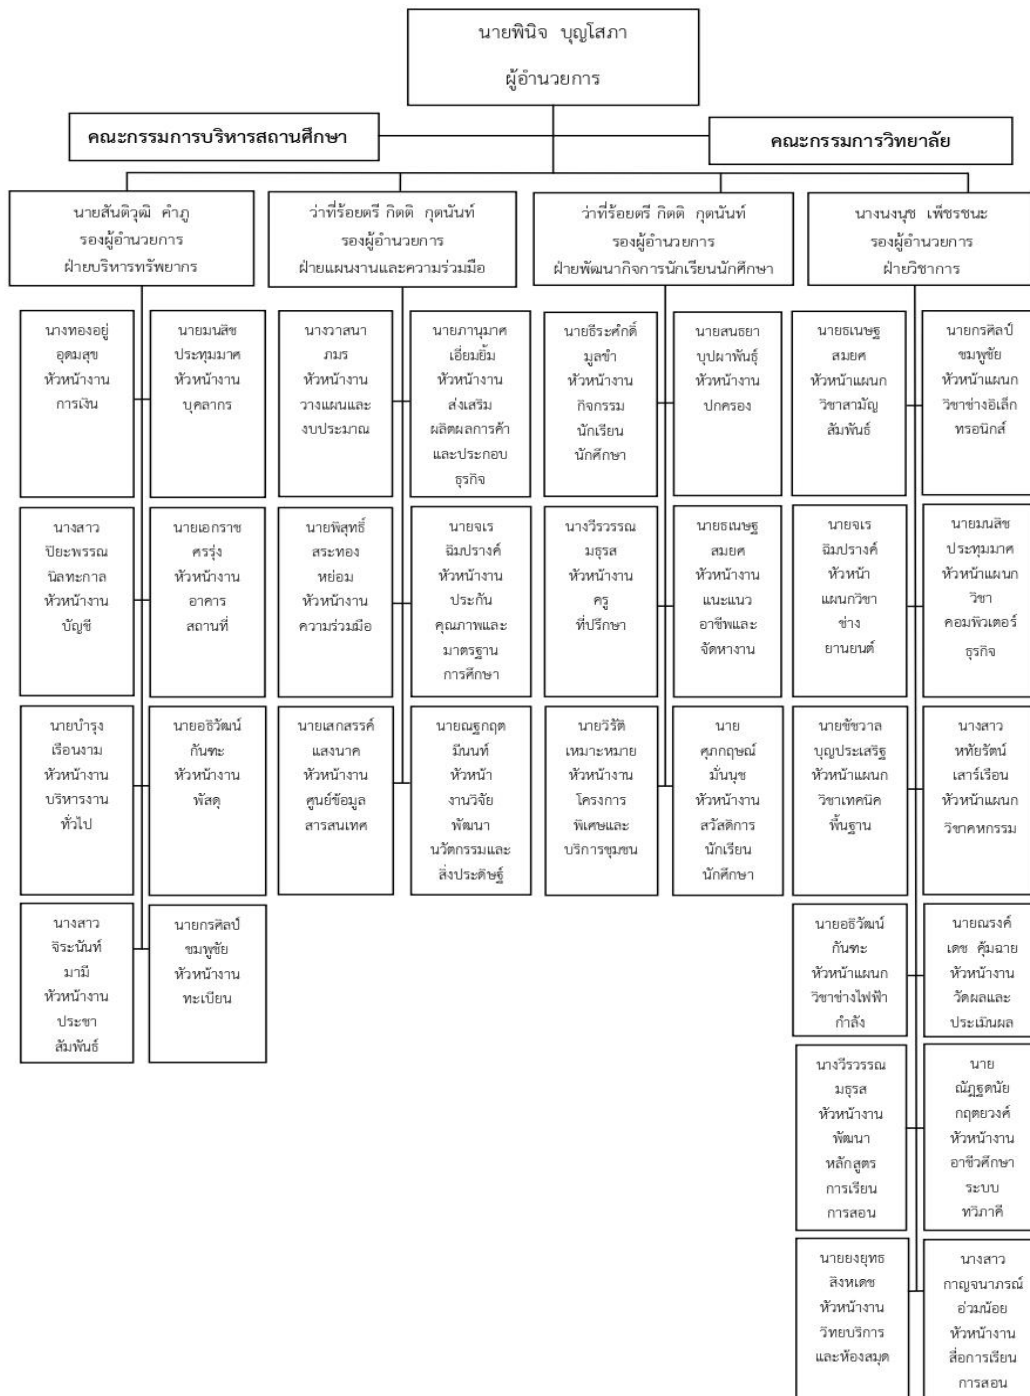 นายพินิจ บุญโสภา
ผู้อำนวยการ
คณะกรรมการบริหารสถานศึกษา
คณะกรรมการวิทยาลัย
นายสันติวุฒิ คำภู
รองผู้อำนวยการ
ฝ่ายบริหารทรัพยากร
ว่าที่ร้อยตรี กิตติ กุตนันท์
รองผู้อำนวยการ
ฝ่ายแผนงานและความร่วมมือ
ว่าที่ร้อยตรี กิตติ กุตนันท์
รองผู้อำนวยการ
ฝ่ายพัฒนากิจการนักเรียนนักศึกษา
นางนงนุช เพ็ชรชนะ
รองผู้อำนวยการ
ฝ่ายวิชาการ
นางทองอยู่
อุดมสุข
หัวหน้างาน
การเงิน
นายมนสิช
ประทุมมาศ
หัวหน้างาน
บุคลากร
นางวาสนา
ภมร
หัวหน้างาน
วางแผนและ
งบประมาณ
นายภานุมาศ
เอี่ยมยิ้ม
หัวหน้างาน
ส่งเสริม
ผลิตผลการค้า
และประกอบ
ธุรกิจ
นายธีระศักดิ์
มูลขำ
หัวหน้างาน
กิจกรรม
นักเรียน
นักศึกษา
นายสนธยา
บุปผาพันธุ์
หัวหน้างาน
ปกครอง
นายธเนษฐ
สมยศ
หัวหน้าแผนก
วิชาสามัญ
สัมพันธ์
นายกรศิลป์
ชมพูชัย
หัวหน้าแผนก
วิชาช่างอิเล็ก
ทรอนิกส์
นางสาว
ปิยะพรรณ
นิลทะกาล
หัวหน้างาน
บัญชี
นายเอกราช
ศรรุ่ง
หัวหน้างาน
อาคาร
สถานที่
นายพิสุทธิ์
สระทอง
หย่อม
หัวหน้างาน
ความร่วมมือ
นายจเร
ฉิมปรางค์
หัวหน้างาน
ประกัน
คุณภาพและ
มาตรฐาน
การศึกษา
นางวีรวรรณ
มธุรส
หัวหน้างาน
ครู
ที่ปรึกษา
นายธเนษฐ
สมยศ
หัวหน้างาน
แนะแนว
อาชีพและ
จัดหางาน
นายจเร
ฉิมปรางค์
หัวหน้า
แผนกวิชา
ช่าง
ยานยนต์
นายมนสิช
ประทุมมาศ
หัวหน้าแผนก
วิชา
คอมพิวเตอร์
ธุรกิจ
นายบำรุง
เรือนงาม
หัวหน้างาน
บริหารงาน
ทั่วไป
นายอธิวัฒน์
กันฑะ
หัวหน้างาน
พัสดุ
นายเสกสรรค์
แสงนาค
หัวหน้างาน
ศูนย์ข้อมูล
สารสนเทศ
นายณฐกฤต
มีนนท์
หัวหน้า
งานวิจัย
พัฒนา
นวัตกรรมและ
สิ่งประดิษฐ์
นายวิรัติ
เหมาะหมาย
หัวหน้างาน
โครงการ
พิเศษและ
บริการชุมชน
นาย
ศุภกฤษณ์
มั่นนุช
หัวหน้างาน
สวัสดิการ
นักเรียน
นักศึกษา
นายชัชวาล
บุญประเสริฐ
หัวหน้าแผนก
วิชาเทคนิค
พื้นฐาน
นางสาว
หทัยรัตน์
เสาร์เรือน
หัวหน้าแผนก
วิชาคหกรรม
นางสาว
จิระนันท์
มามี
หัวหน้างาน
ประชา
สัมพันธ์
นายกรศิลป์
ชมพูชัย
หัวหน้างาน
ทะเบียน
นายอธิวัฒน์
กันฑะ
หัวหน้าแผนก
วิชาช่างไฟฟ้า
กำลัง
นายณรงค์
เดช คุ้มฉาย
หัวหน้างาน
วัดผลและ
ประเมินผล
นางวีรวรรณ
มธุรส
หัวหน้างาน
พัฒนา
หลักสูตร
การเรียน
การสอน
นาย
ณัฎฐดนัย
กฤตยวงค์
หัวหน้างาน
อาชีวศึกษา
ระบบ
ทวิภาคี
นายยงยุทธ
สิงหเดช
หัวหน้างาน
วิทยบริการ
และห้องสมุด
นางสาว
กาญจนาภรณ์
อ่วมน้อย
หัวหน้างาน
สื่อการเรียน
การสอน